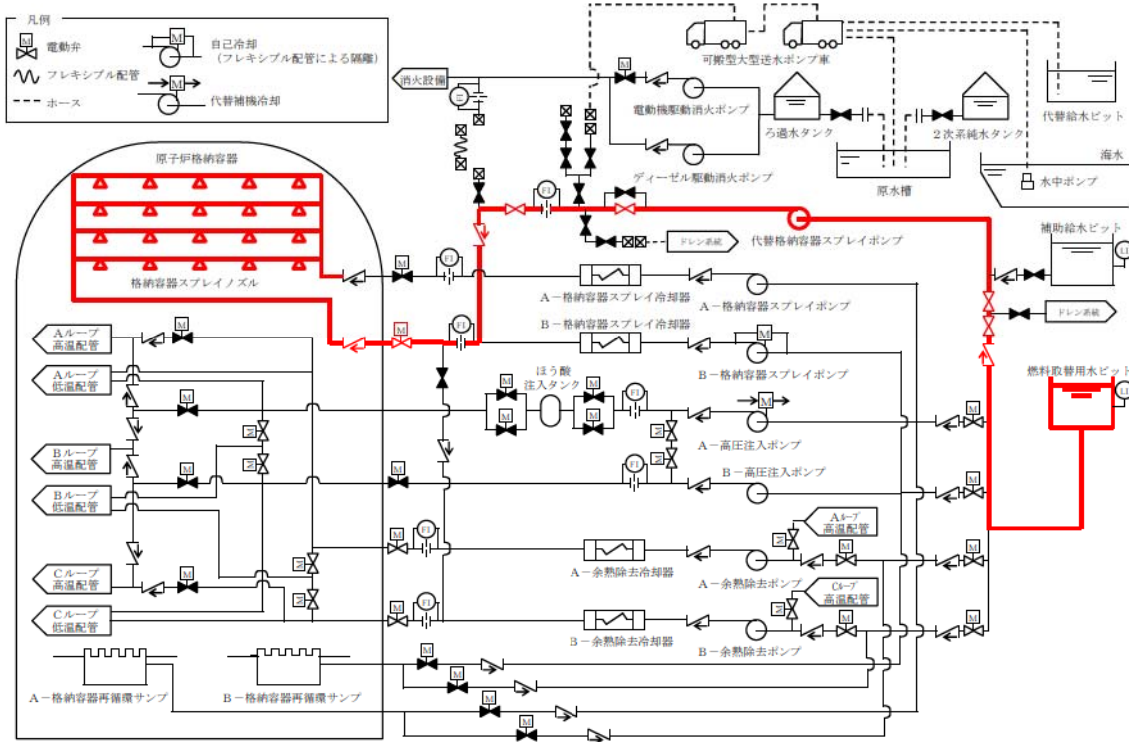 凡例
M
電動弁
フレキシブル配管
ホース
M
自己冷却
(フレキシブル配管による隔離)
M
代替補機冷却
可搬型大型送水ポンプ車
消火設備
M
電動機駆動消火ポンプ
ディーゼル駆動消火ポンプ
ろ過水タンク
2次系純水タンク
原水槽
代替給水ピット
海水
水中ポンプ
原子炉格納容器
格納容器スプレイノズル
FI
FI
代替格納容器スプレイポンプ
ドレン系統
補助給水ピット
LI
ドレン系統
燃料取替用水ピット
LI
M
FI
A-格納容器スプレイ冷却器
A-格納容器スプレイポンプ
M
FI
B-格納容器スプレイ冷却器
M
B-格納容器スプレイポンプ
Aループ
高温配管
M
Aループ
低温配管
M
M
M
ほう酸
注入タンク
M
M
M
FI
M
A-高圧注入ポンプ
M
M
Bループ
高温配管
M
M
Bループ
低温配管
M
M
M
FI
M
B-高圧注入ポンプ
M
Cループ
高温配管
M
Cループ
低温配管
M
M
M
FI
A-余熱除去冷却器
A-余熱除去ポンプ
Aループ
高温配管
M
M
M
M
FI
B-余熱除去冷却器
B-余熱除去ポンプ
Cループ
高温配管
M
M
M
A-格納容器再循環サンプ
B-格納容器再循環サンプ
M
M
M
M